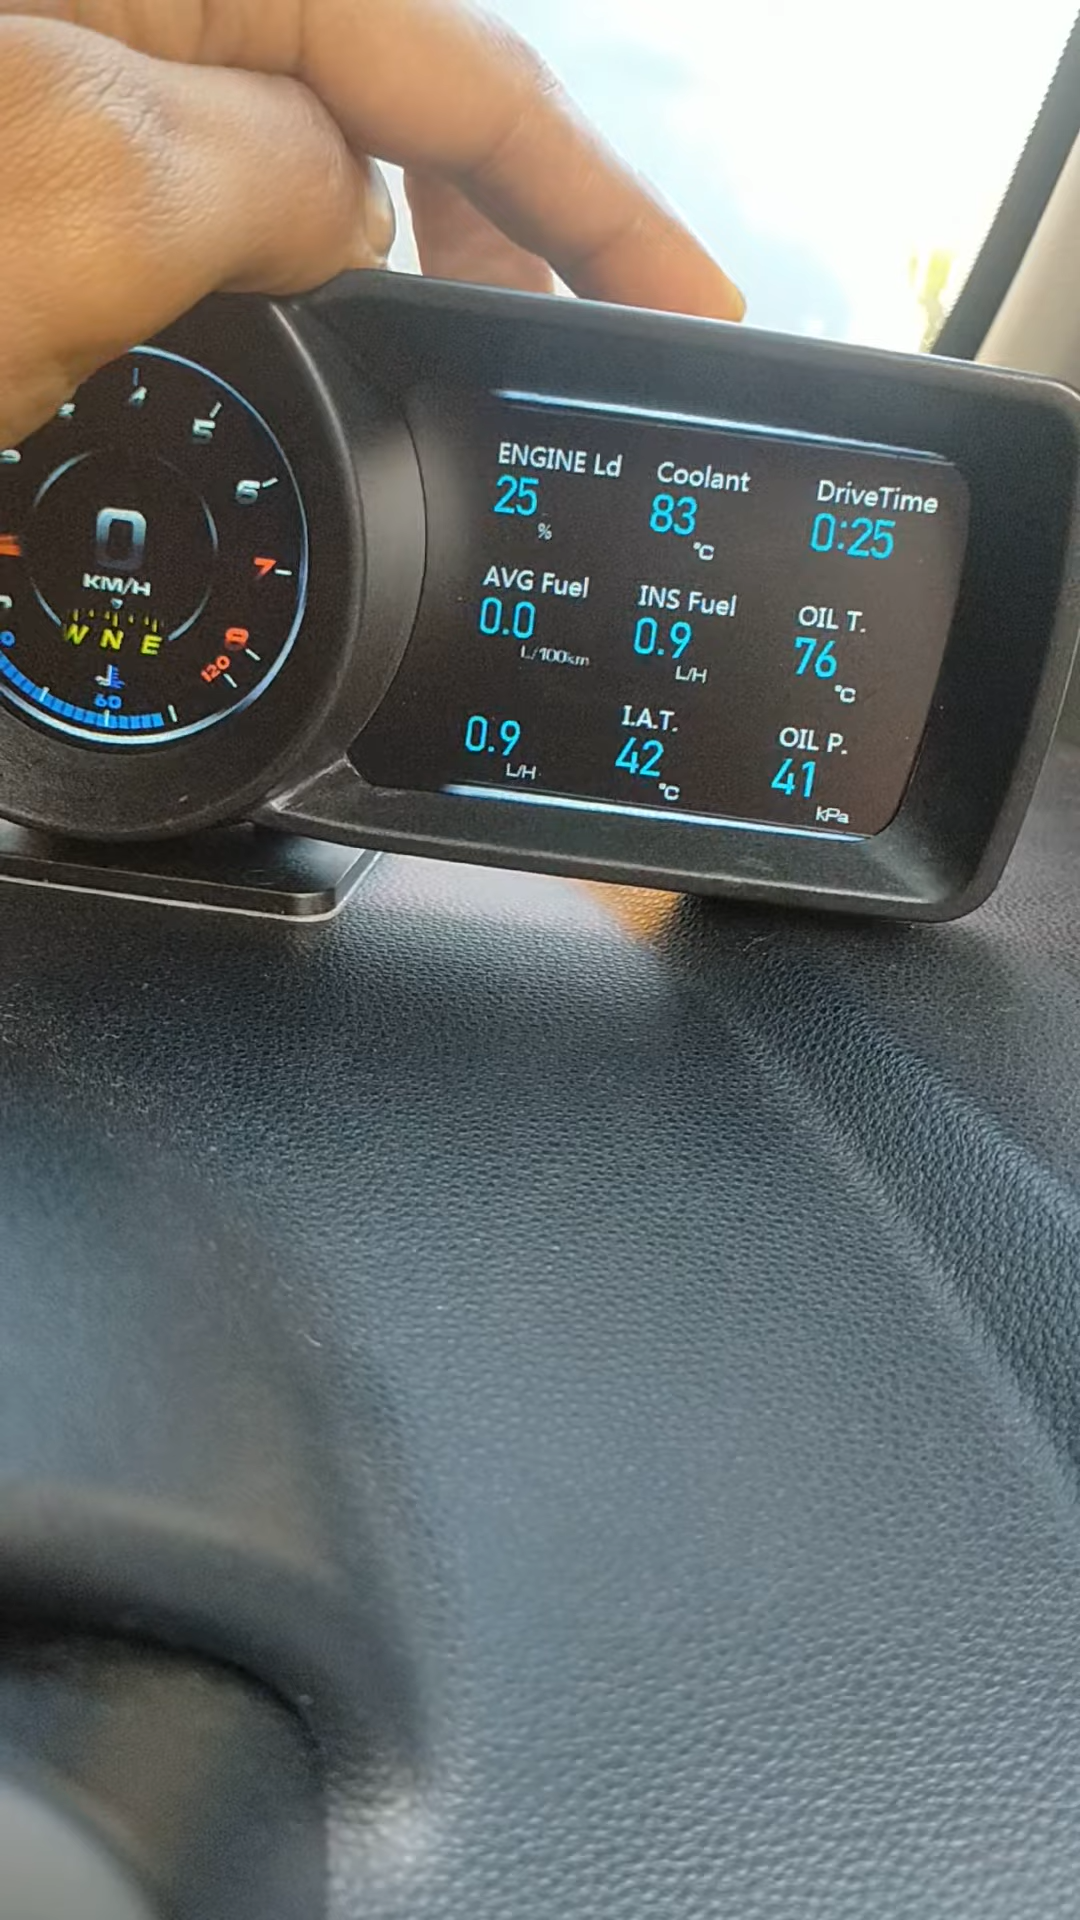 4
5
6
7
8
0
KM/H
W N E
120
60
ENGINE Ld
25
%
Coolant
83
°C
DriveTime
0:25
AVG Fuel
0.0
L/100km
INS Fuel
0.9
L/H
OIL T.
76
°C
0.9
L/H
I.A.T.
42
°C
OIL P.
41
kPa